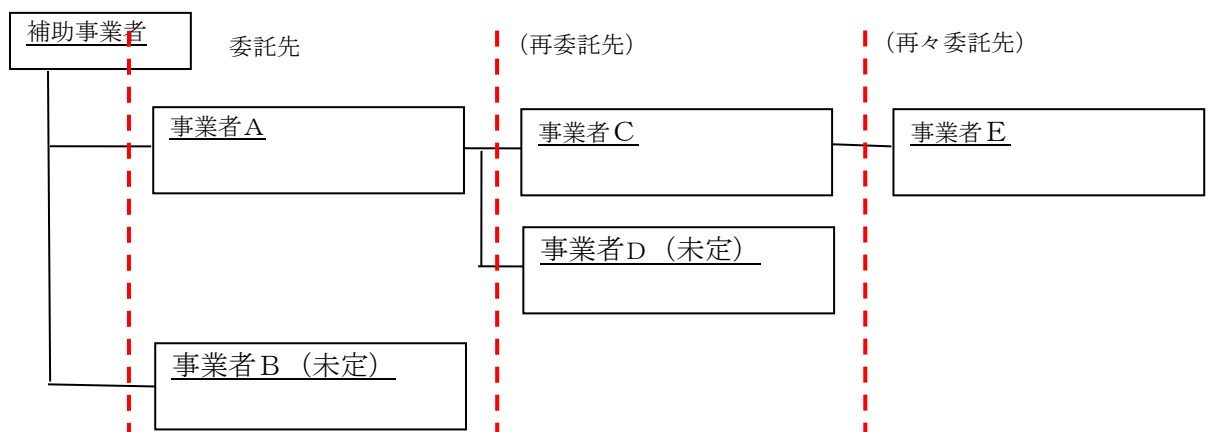 補助事業者
委託先
（再委託先）
（再々委託先）
事業者Ａ
事業者Ｃ
事業者Ｅ
事業者D（未定）
事業者Ｂ（未定）